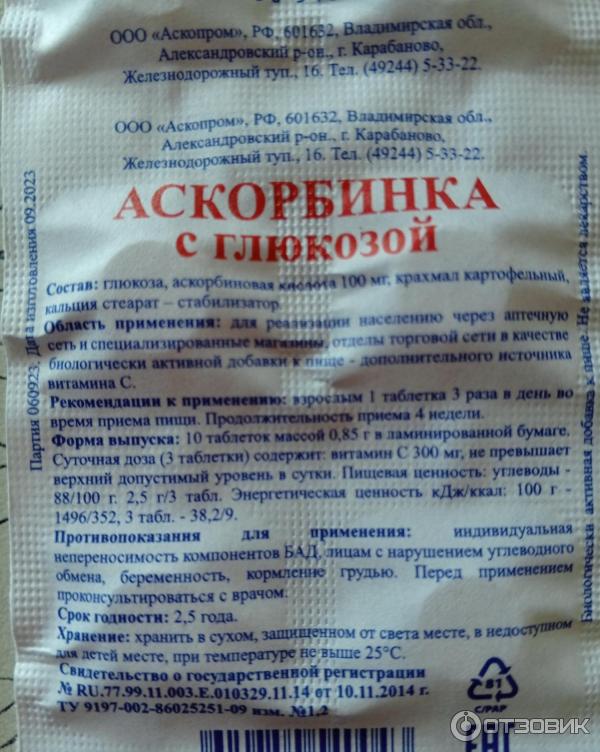 ООО «Аскопром», РФ, 601632, Владимирская обл.,
Александровский р-он., г. Карабаново,
Железнодорожный туп., 16. Тел. (49244) 5-33-22.
ООО «Аскопром», РФ, 601632, Владимирская обл.,
Александровский р-он., г. Карабаново,
Железнодорожный туп., 16. Тел. (49244) 5-33-22.
АСКОРБИНКА
С ГЛЮКОЗОЙ
Состав: глюкоза, аскорбиновая кислота 100 мг, крахмал картофельный,
кальция стеарат – стабилизатор.
Область применения: для реализации населению через аптечную
сеть и специализированные магазины, отделы торговой сети в качестве
биологически активной добавки к пище - дополнительного источника
витамина С.
Рекомендации к применению: взрослым 1 таблетка 3 раза в день во
время приема пищи. Продолжительность приема 4 недели.
Форма выпуска: 10 таблеток массой 0,85 г в ламинированной бумаге.
Суточная доза (3 таблетки) содержит: витамин С 300 мг, не превышает
верхний допустимый уровень в сутки. Пищевая ценность: углеводы -
88/100 г. 2,5 г/3 табл. Энергетическая ценность кДж/ккал: 100 г -
1496/352, 3 табл. - 38,2/9.
Противопоказания для применения: индивидуальная
непереносимость компонентов БАД, лицам с нарушением углеводного
обмена, беременность, кормление грудью. Перед применением
проконсультироваться с врачом.
Срок годности: 2,5 года.
Хранение: хранить в сухом, защищенном от света месте, в недоступном
для детей месте, при температуре не выше 25°С.
Свидетельство о государственной регистрации
№ RU.77.99.11.003.Е.010329.11.14 от 10.11.2014 г.
ТУ 9197-002-86025251-09 изм. №1,2
Партия 060923, Дата изготовления 09.2023
Биологически активная добавка к пище. Не является лекарством.
81
C/PAP
ОТЗОВИК